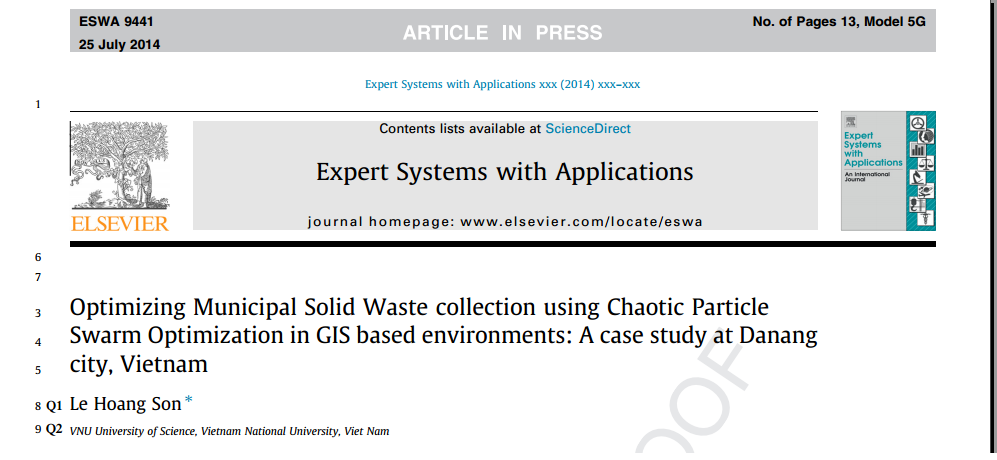 ESWA 9441
No. of Pages 13, Model 5G
ARTICLE IN PRESS
25 July 2014
Expert Systems with Applications xxx (2014) xxx–xxx
1
Contents lists available at ScienceDirect
Expert Systems with Applications
journal homepage: www.elsevier.com/locate/eswa
ELSEVIER
Expert
Systems
with
Applications
An International
Journal
6
7
3 Optimizing Municipal Solid Waste collection using Chaotic Particle
4 Swarm Optimization in GIS based environments: A case study at Danang
5 city, Vietnam
8 Q1 Le Hoang Son *
9 Q2 VNU University of Science, Vietnam National University, Viet Nam
OOF